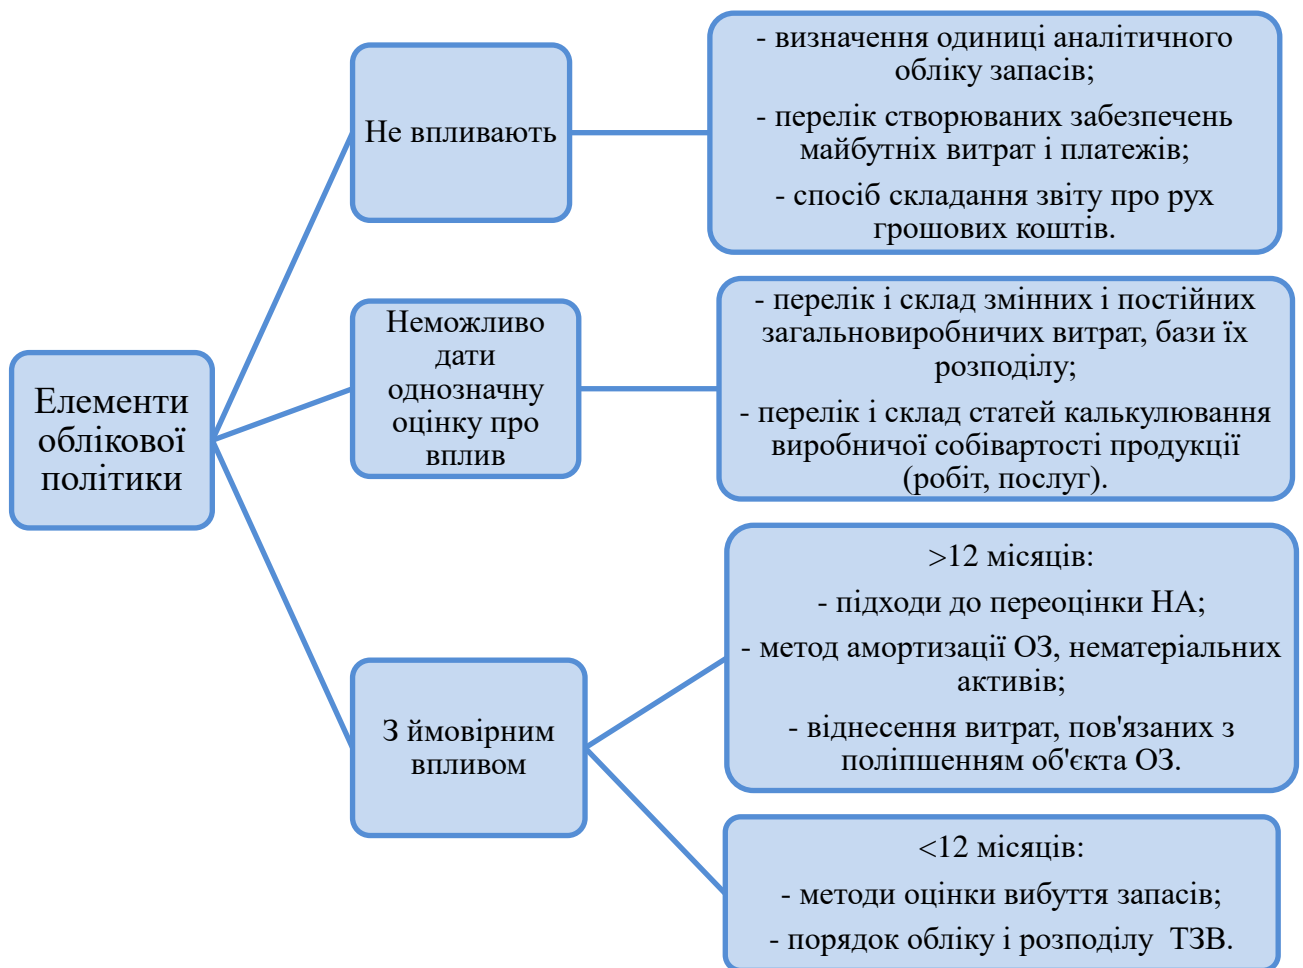 Елементи
облікової
політики
Не впливають
- визначення одиниці аналітичного
обліку запасів;
- перелік створюваних забезпечень
майбутніх витрат і платежів;
- спосіб складання звіту про рух
грошових коштів.
Неможливо
дати
однозначну
оцінку про
вплив
- перелік і склад змінних і постійних
загальновиробничих витрат, бази їх
розподілу;
- перелік і склад статей калькулювання
виробничої собівартості продукції
(робіт, послуг).
З ймовірним
впливом
>12 місяців:
- підходи до переоцінки НА;
- метод амортизації ОЗ, нематеріальних
активів;
- віднесення витрат, пов'язаних з
поліпшенням об'єкта ОЗ.
<12 місяців:
- методи оцінки вибуття запасів;
- порядок обліку і розподілу ТЗВ.